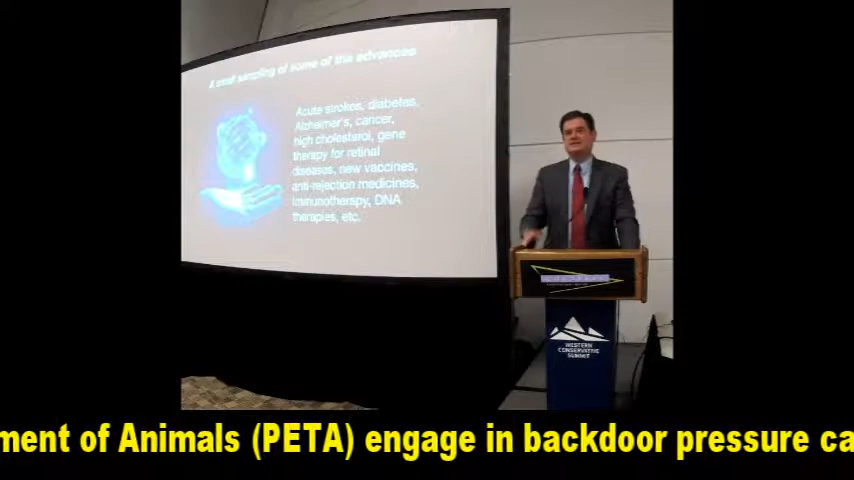 A small sampling of some of the advances
Acute strokes, diabetes,
Alzheimer's, cancer,
high cholesterol, gene
therapy for retinal
diseases, new vaccines,
anti-rejection medicines,
immunotherapy, DNA
therapies, etc.
WESTERN
CONSERVATIVE
SUMMIT
ment of Animals (PETA) engage in backdoor pressure ca